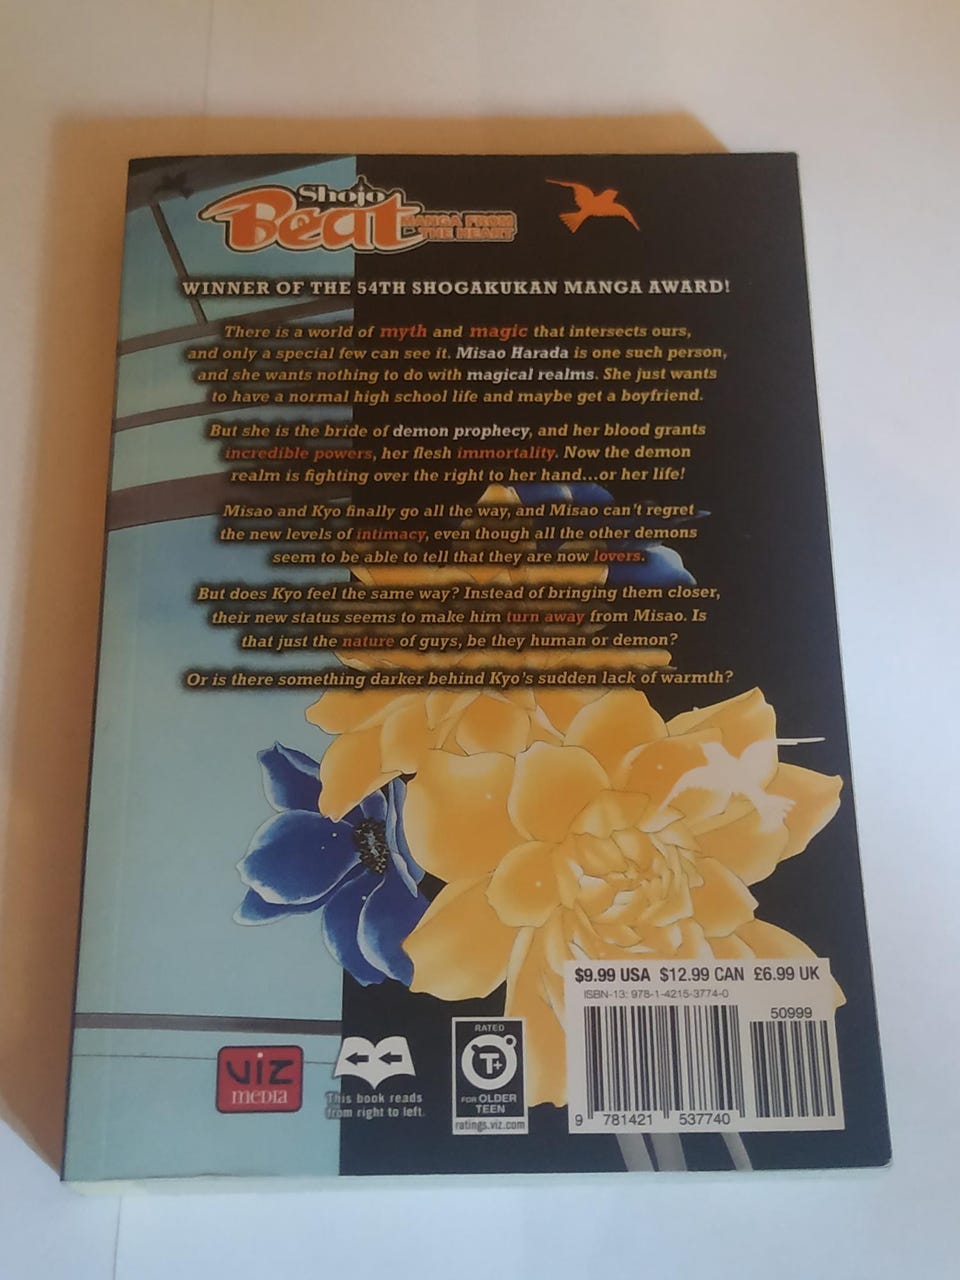 Shojo
Beat
MANGA FROM
THE HEART
WINNER OF THE 54TH SHOGAKUKAN MANGA AWARD!
There is a world of myth and magic that intersects ours,
and only a special few can see it. Misao Harada is one such person,
and she wants nothing to do with magical realms. She just wants
to have a normal high school life and maybe get a boyfriend.
But she is the bride of demon prophecy, and her blood grants
incredible powers, her flesh immortality. Now the demon
realm is fighting over the right to her hand...or her life!
Misao and Kyo finally go all the way, and Misao can't regret
the new levels of intimacy, even though all the other demons
seem to be able to tell that they are now lovers.
But does Kyo feel the same way? Instead of bringing them closer,
their new status seems to make him turn away from Misao. Is
that just the nature of guys, be they human or demon?
Or is there something darker behind Kyo's sudden lack of warmth?
$9.99 USA $12.99 CAN £6.99 UK
ISBN-13: 978-1-4215-3774-0
50999
9 781421 537740
VIZ
MEDIA
This book reads
from right to left.
RATED
T+
FOR OLDER
TEEN
ratings.viz.com